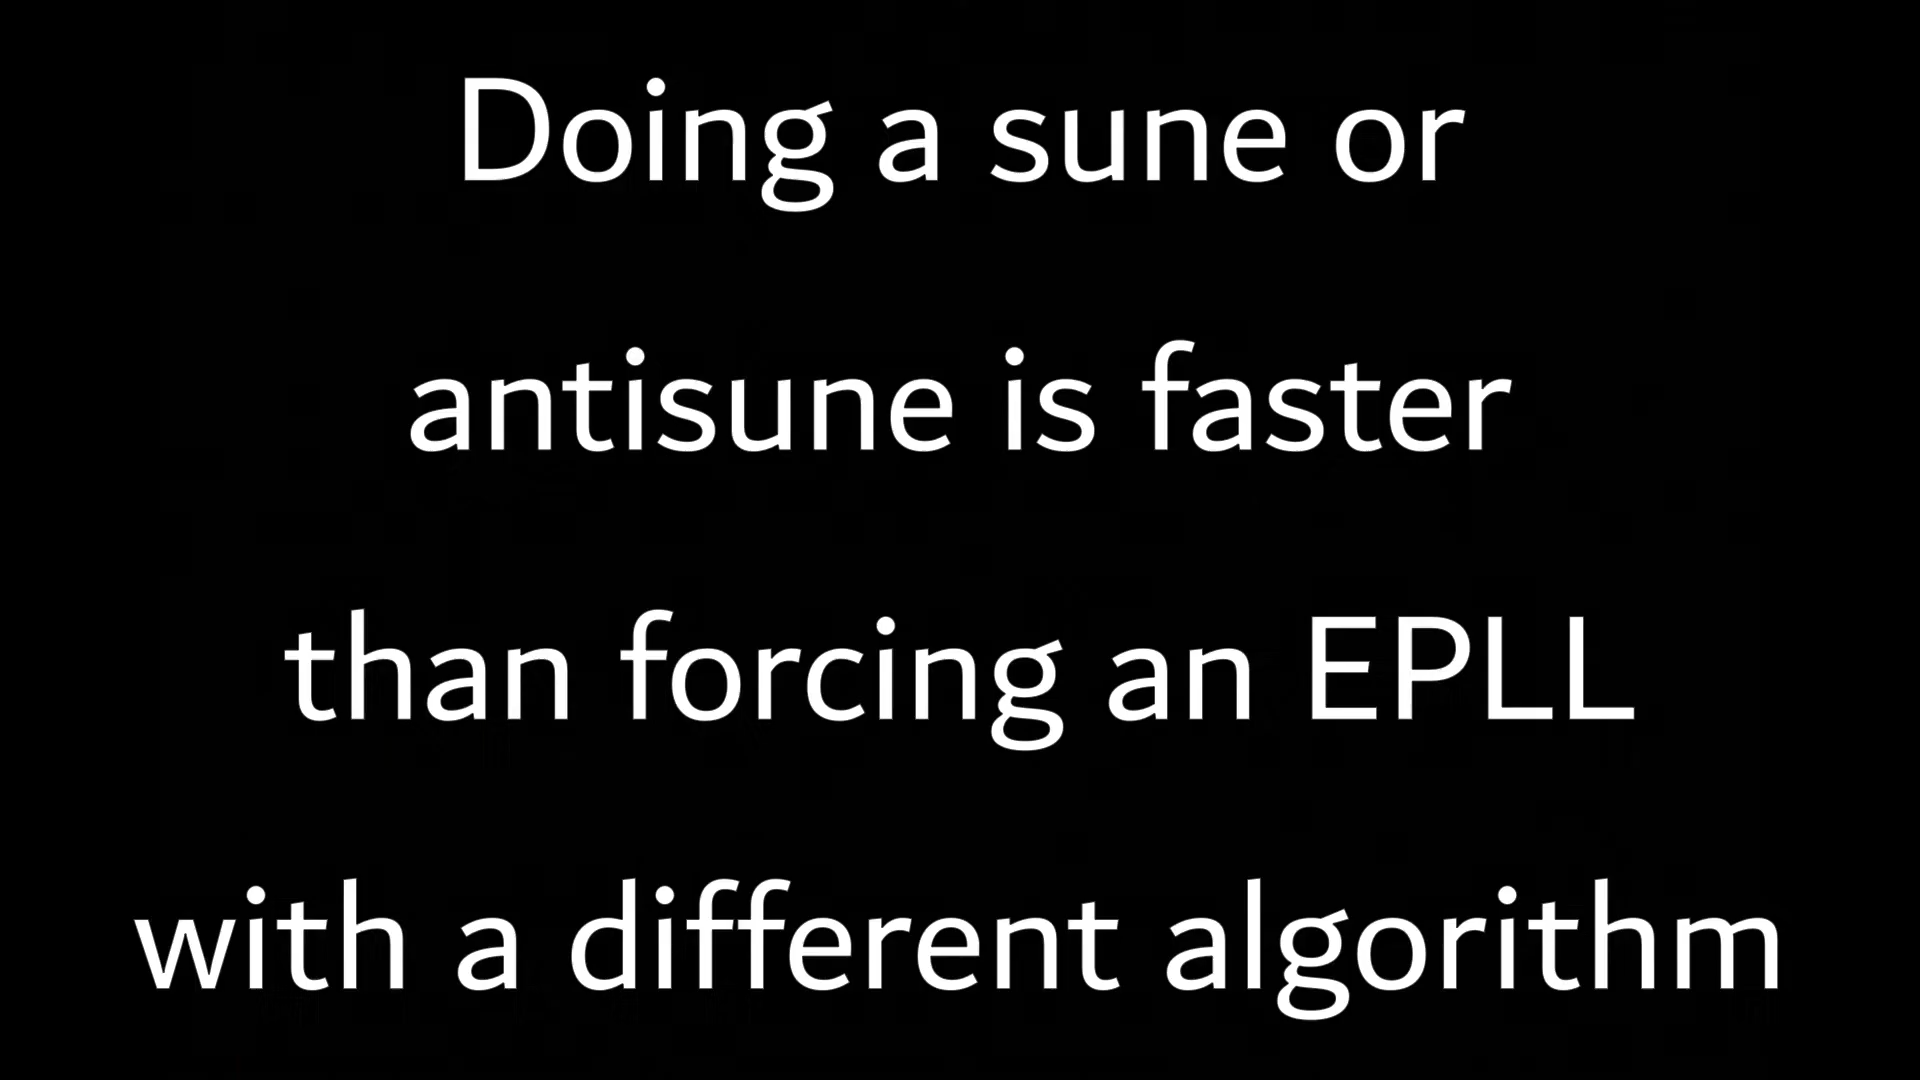 Doing a sune or
antisune is faster
than forcing an EPLL
with a different algorithm